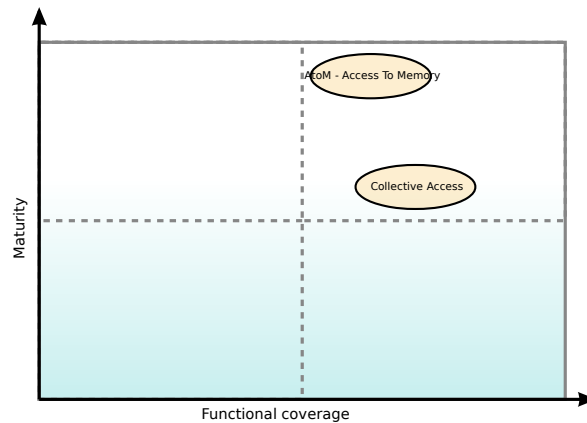 AtoM - Access To Memory
Collective Access
Maturity
Functional coverage